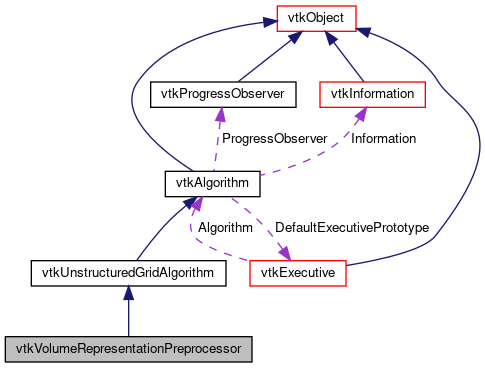 vtkObject
vtkProgressObserver
vtkInformation
ProgressObserver
Information
vtkAlgorithm
Algorithm
DefaultExecutivePrototype
vtkUnstructuredGridAlgorithm
vtkExecutive
vtkVolumeRepresentationPreprocessor